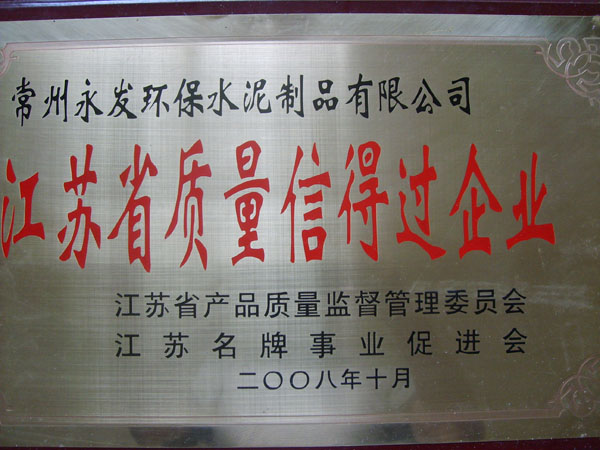 常州永发环保水泥制品有限公司
江苏省质量信得过企业
江苏省产品质量监督管理委员会
江苏名牌事业促进会
二〇〇八年十月